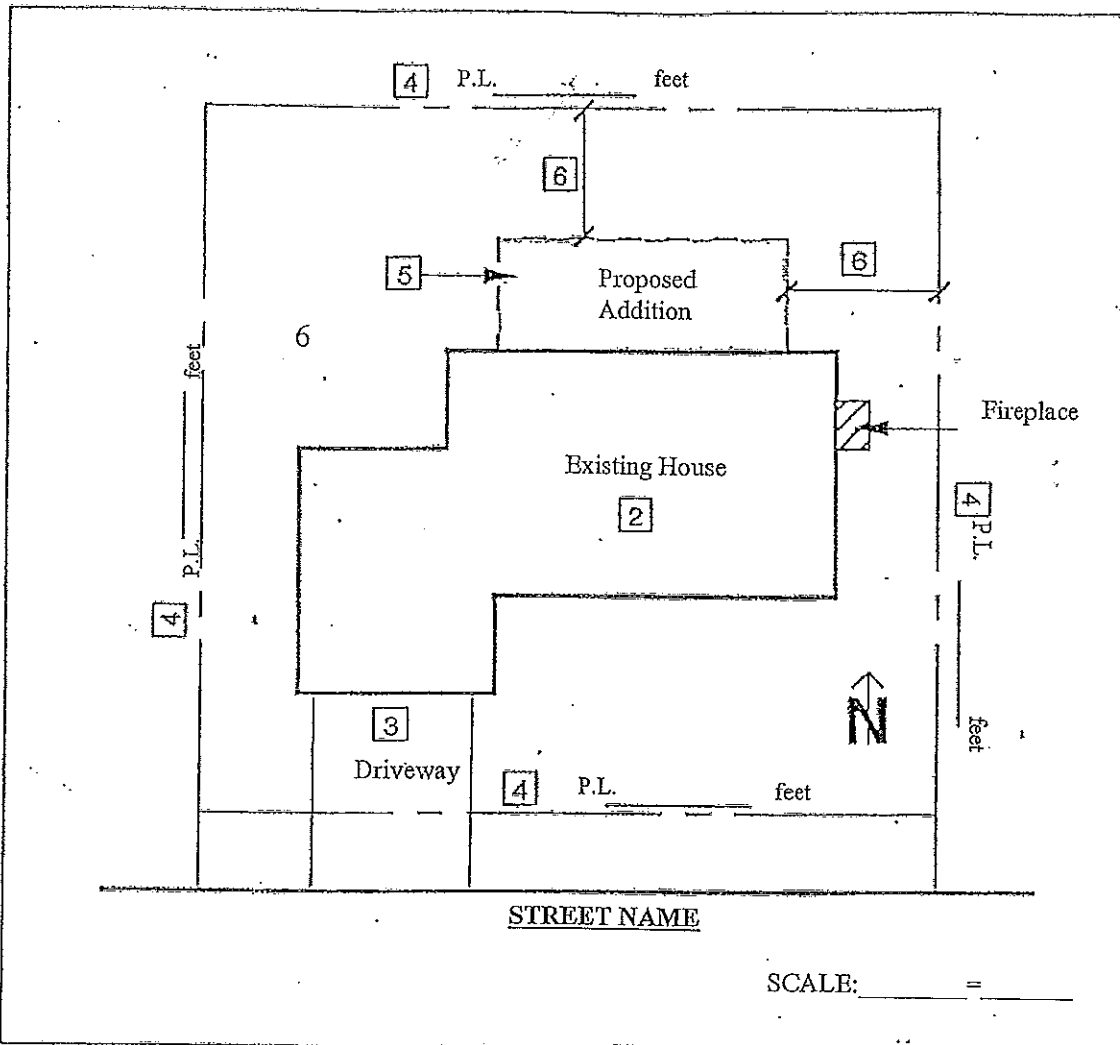 4 P.L. feet
6
5
Proposed
Addition
6
6
feet
P.L.
4
Fireplace
Existing House
2
4
P.L.
feet
N
3
Driveway
4 P.L. feet
STREET NAME
SCALE: =